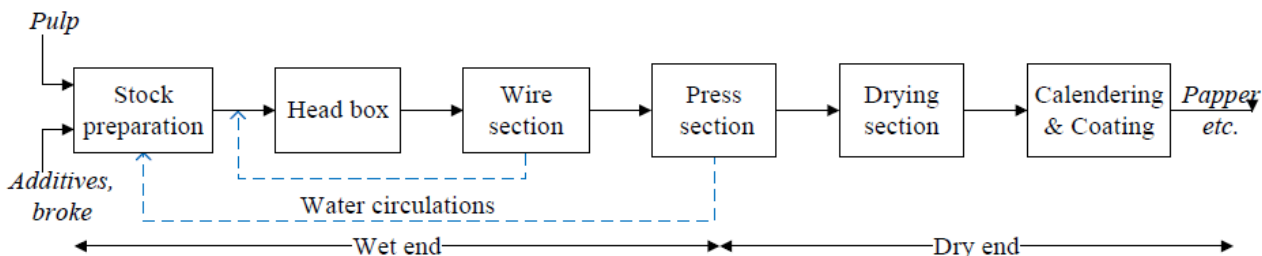 Pulp
Stock
preparation
Head box
Wire
section
Press
section
Drying
section
Calendering
& Coating
Papper
etc.
Additives,
broke
Water circulations
Wet end
Dry end